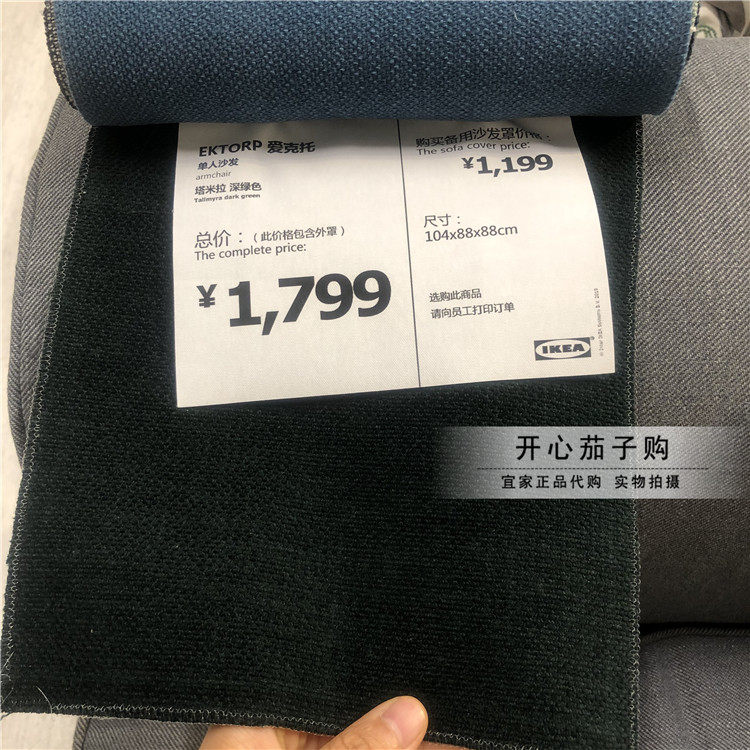 EKTORP 爱克托
单人沙发
armchair
塔米拉 深绿色
Tallmyra dark green
总价：（此价格包含外罩）
The complete price:
¥1,799
购买备用沙发罩价格：
The sofa cover price:
¥1,199
尺寸：
104x88x88cm
选购此商品
请向员工打印订单
IKEA
© Inter IKEA Systems B.V. 2019
开心茄子购
宜家正品代购 实物拍摄